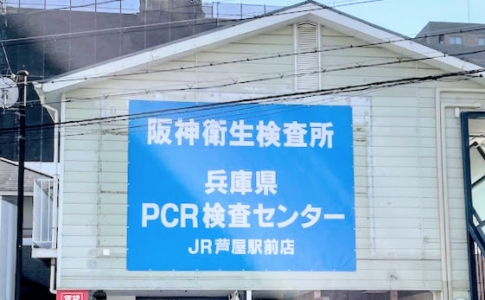 阪神衛生検査所
兵庫県
PCR検査センター
JR芦屋駅前店